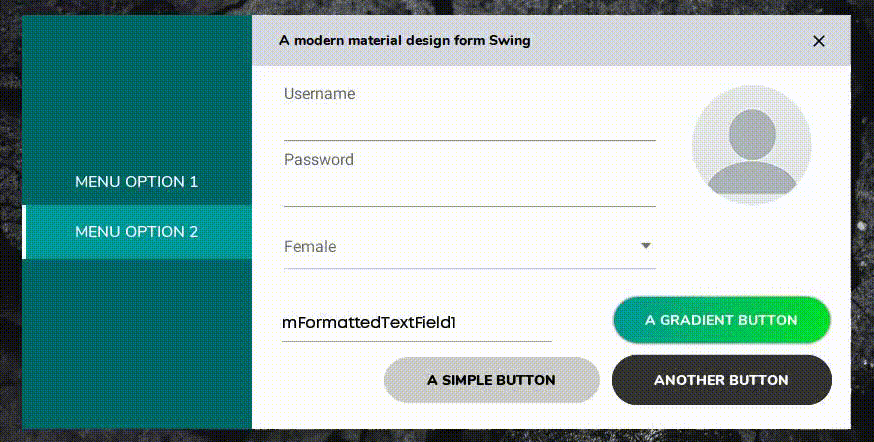 A modern material design form Swing
MENU OPTION 1
MENU OPTION 2
Username
Password
Female
mFormattedTextField1
A GRADIENT BUTTON
A SIMPLE BUTTON
ANOTHER BUTTON